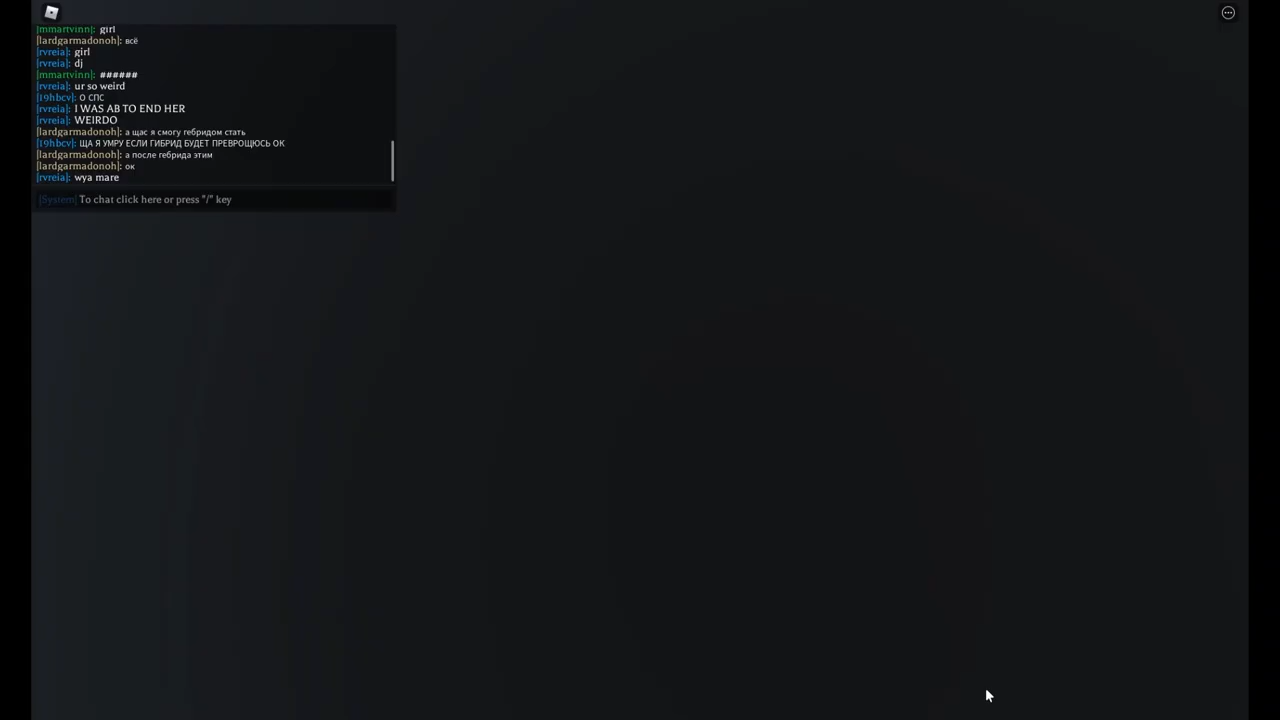 [mmartvinn]: girl
[lardgarmadonoh]: всё
[rvreia]: girl
[rvreia]: dj
[mmartvinn]: ######
[rvreia]: ur so weird
[19hbcv]: О СПС
[rvreia]: I WAS AB TO END HER
[rvreia]: WEIRDO
[lardgarmadonoh]: а щас я смогу гебридом стать
[19hbcv]: ЩА Я УМРУ ЕСЛИ ГИБРИД БУДЕТ ПРЕВРОЩЮСЬ ОК
[lardgarmadonoh]: а после гебрида этим
[lardgarmadonoh]: ок
[rvreia]: wya mare
[System] To chat click here or press "/" key